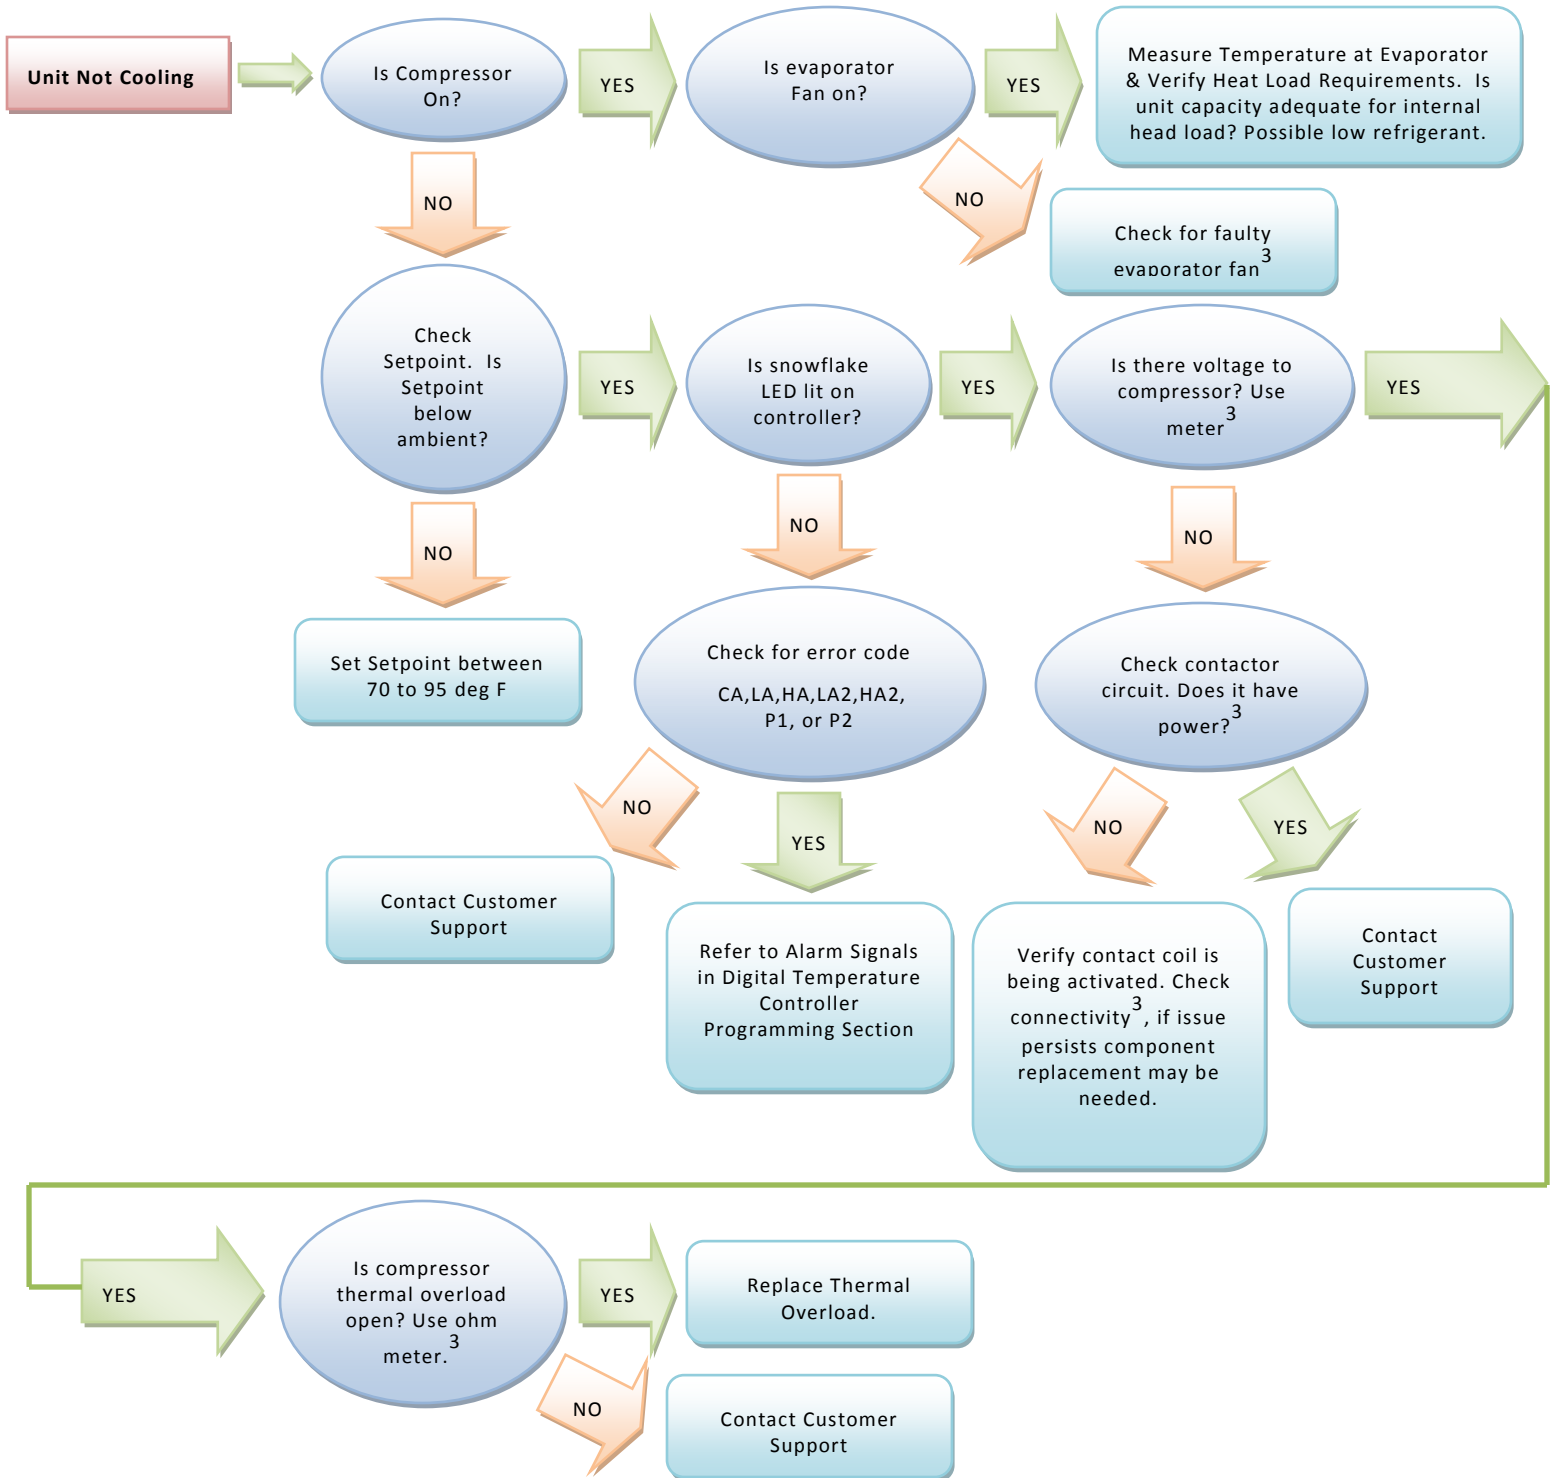 Unit Not Cooling
Is Compressor
On?
YES
Is evaporator
Fan on?
YES
Measure Temperature at Evaporator
& Verify Heat Load Requirements.  Is
unit capacity adequate for internal
head load? Possible low refrigerant.
NO
NO
Check for faulty
evaporator fan3
Check
Setpoint.  Is
Setpoint
below
ambient?
YES
Is snowflake
LED lit on
controller?
YES
Is there voltage to
compressor? Use
meter3
YES
NO
NO
NO
Set Setpoint between
70 to 95 deg F
Check for error code
CA,LA,HA,LA2,HA2,
P1, or P2
Check contactor
circuit. Does it have
power?3
NO
YES
NO
YES
Contact Customer
Support
Refer to Alarm Signals
in Digital Temperature
Controller
Programming Section
Verify contact coil is
being activated. Check
connectivity3, if issue
persists component
replacement may be
needed.
Contact
Customer
Support
YES
Is compressor
thermal overload
open? Use ohm
meter.3
YES
Replace Thermal
Overload.
NO
Contact Customer
Support